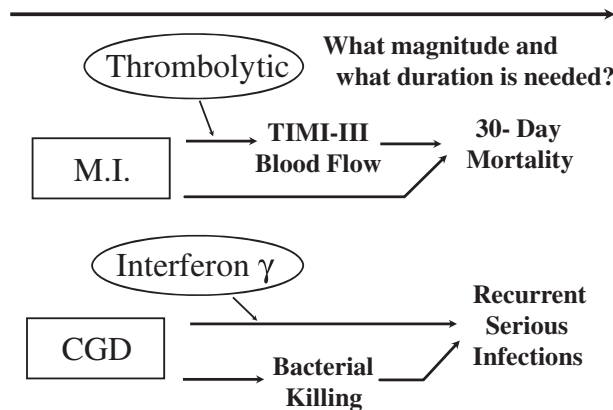 What magnitude and
what duration is needed?
Thrombolytic
M.I.
TIMI-III
Blood Flow
30- Day
Mortality
Interferon γ
CGD
Bacterial
Killing
Recurrent
Serious
Infections